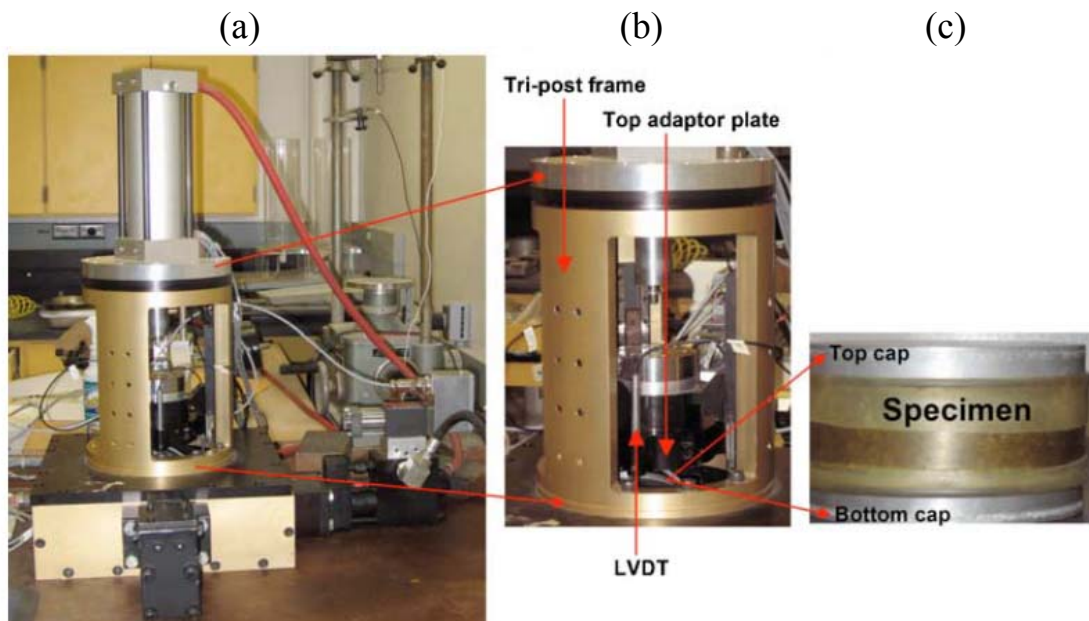 (a)
(b)
(c)
Tri-post frame
Top adaptor plate
Top cap
Specimen
Bottom cap
LVDT